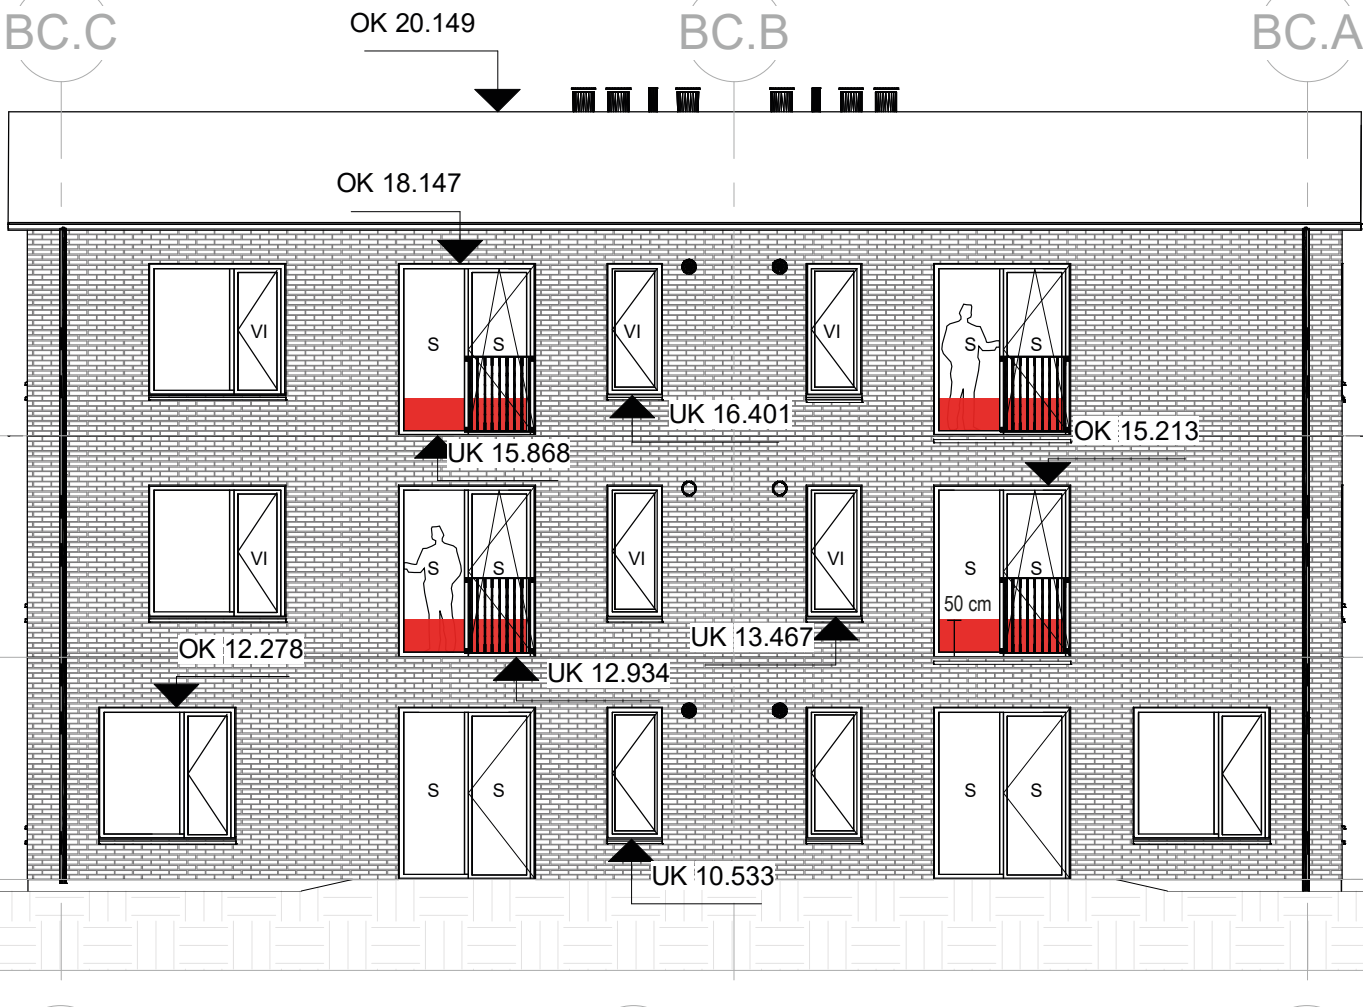 BC.C
OK 20.149
BC.B
BC.A
OK 18.147
VI
S S
VI
VI
S S
UK 16.401
OK 15.213
UK 15.868
VI
S S
VI
VI
S S
50 cm
UK 13.467
OK 12.278
UK 12.934
S S
S S
UK 10.533